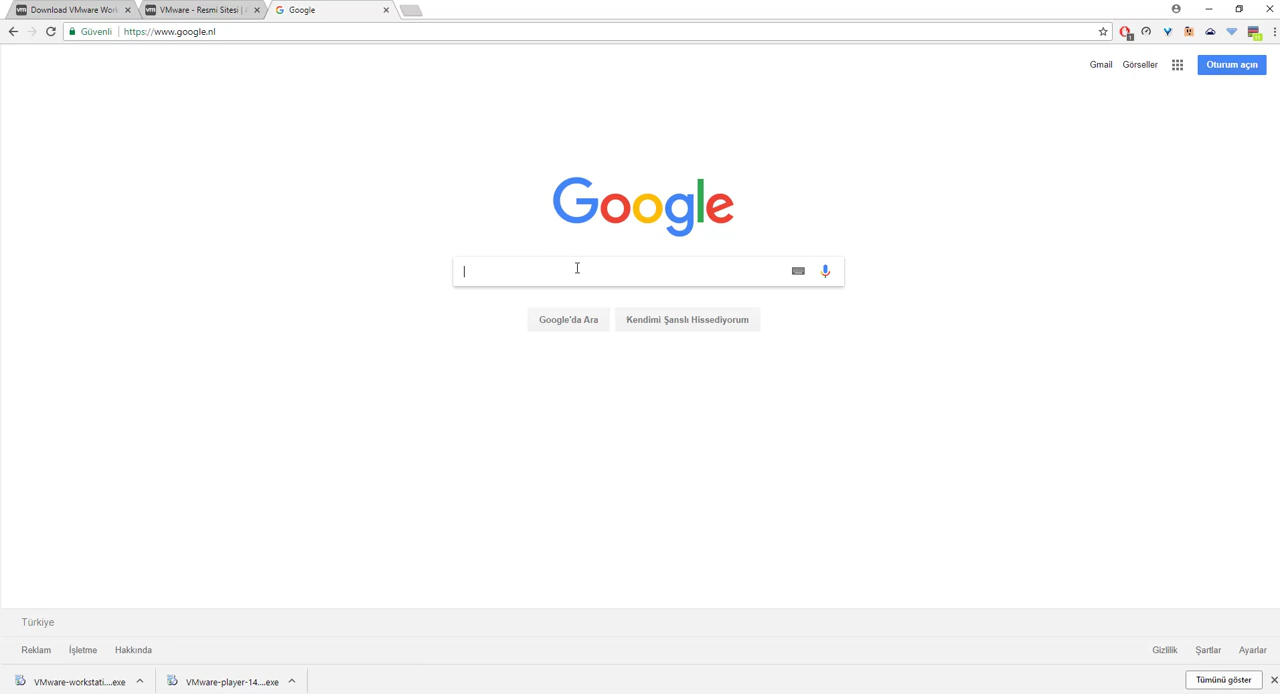 Download VMware Work
VMware - Resmi Sitesi |
Google
Güvenli
https://www.google.nl
Gmail
Görseller
Oturum açın
Google
Google'da Ara
Kendimi Şanslı Hissediyorum
Türkiye
Reklam
İşletme
Hakkında
Gizlilik
Şartlar
Ayarlar
VMware-workstati....exe
VMware-player-14....exe
Tümünü göster